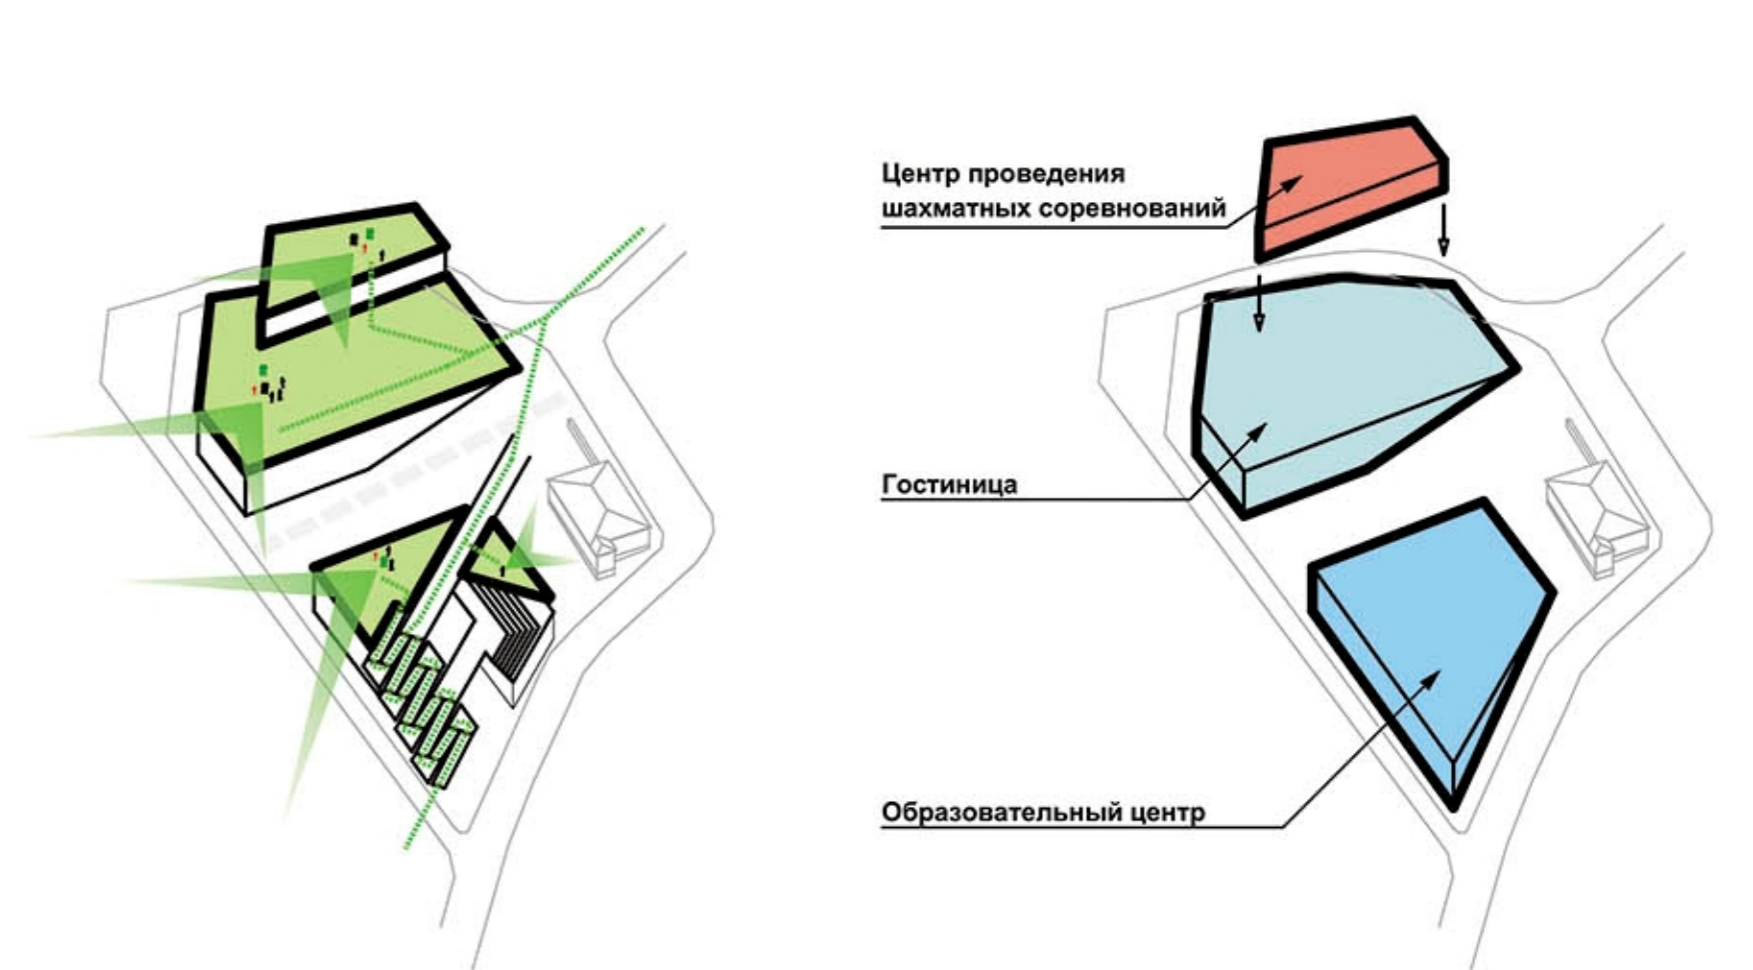 Центр проведения
шахматных соревнований
Гостиница
Образовательный центр